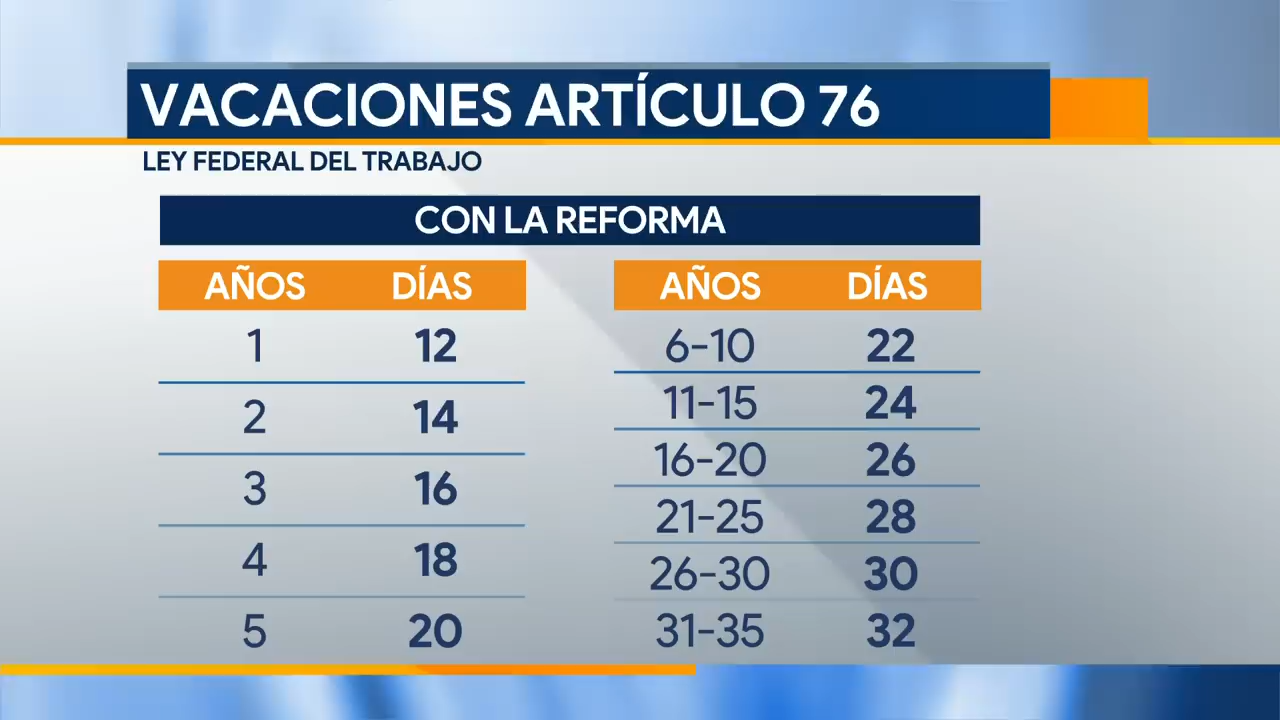 VACACIONES ARTÍCULO 76
LEY FEDERAL DEL TRABAJO
CON LA REFORMA
AÑOS DÍAS
1 12
2 14
3 16
4 18
5 20
AÑOS DÍAS
6-10 22
11-15 24
16-20 26
21-25 28
26-30 30
31-35 32